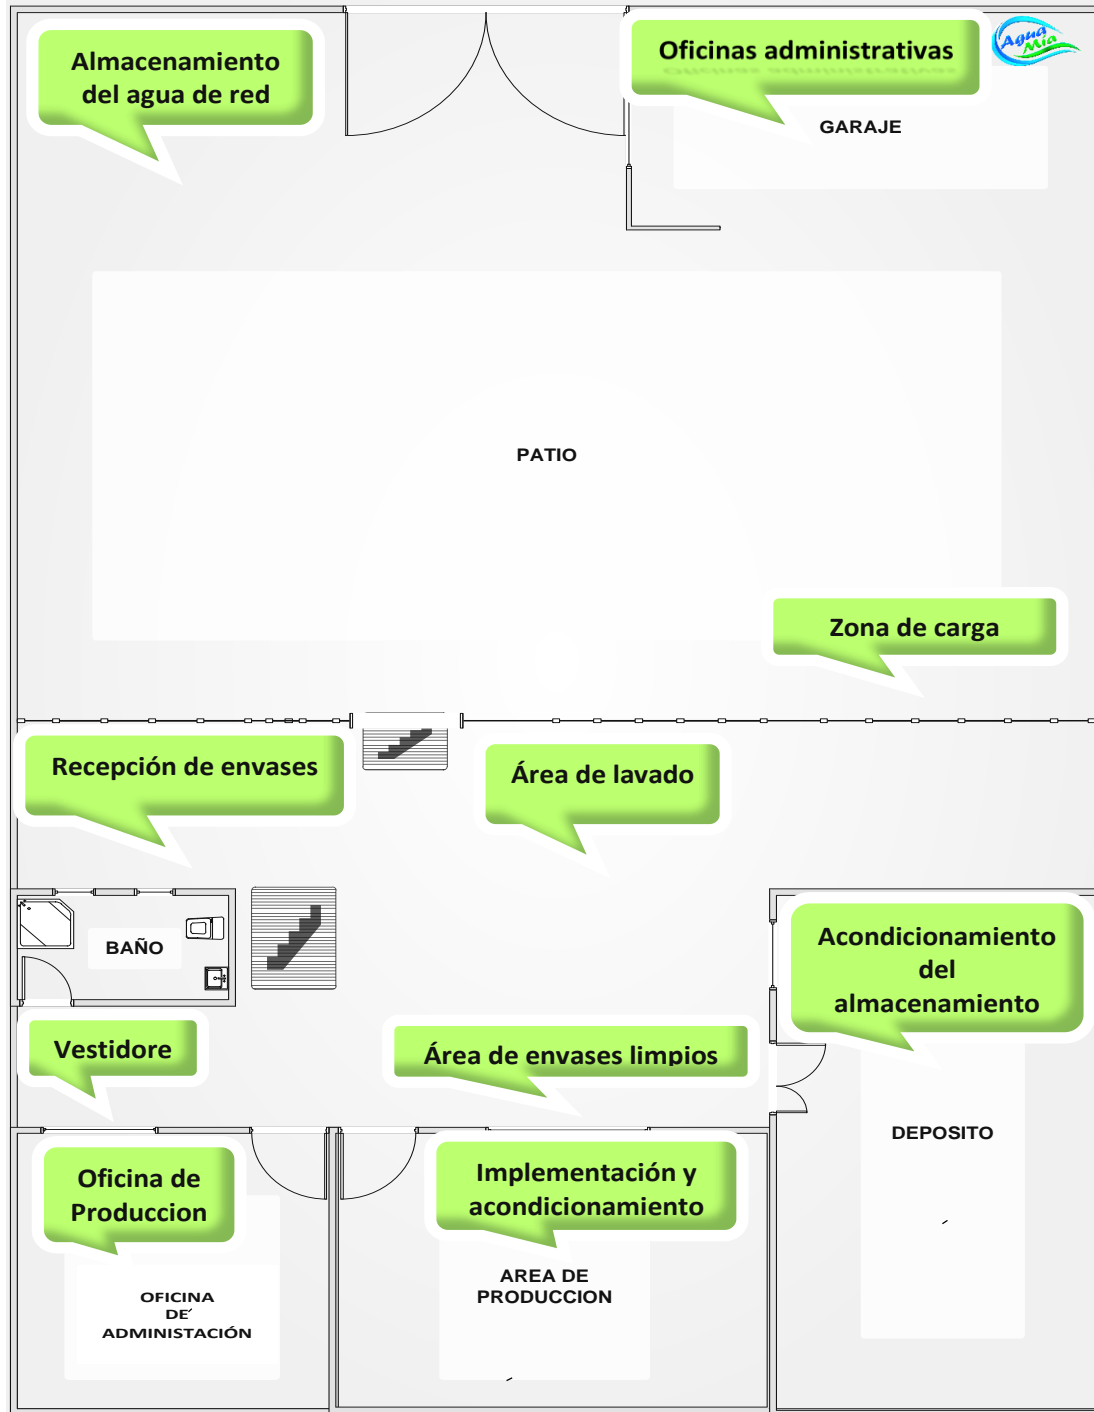 Almacenamiento
del agua de red
Oficinas administrativas
Agua
Mia
GARAJE
PATIO
Zona de carga
Recepción de envases
Área de lavado
BAÑO
Acondicionamiento
del
almacenamiento
Vestidore
Área de envases limpios
DEPOSITO
Oficina de
Produccion
Implementación y
acondicionamiento
AREA DE
PRODUCCION
OFICINA
DE
ADMINISTACIÓN